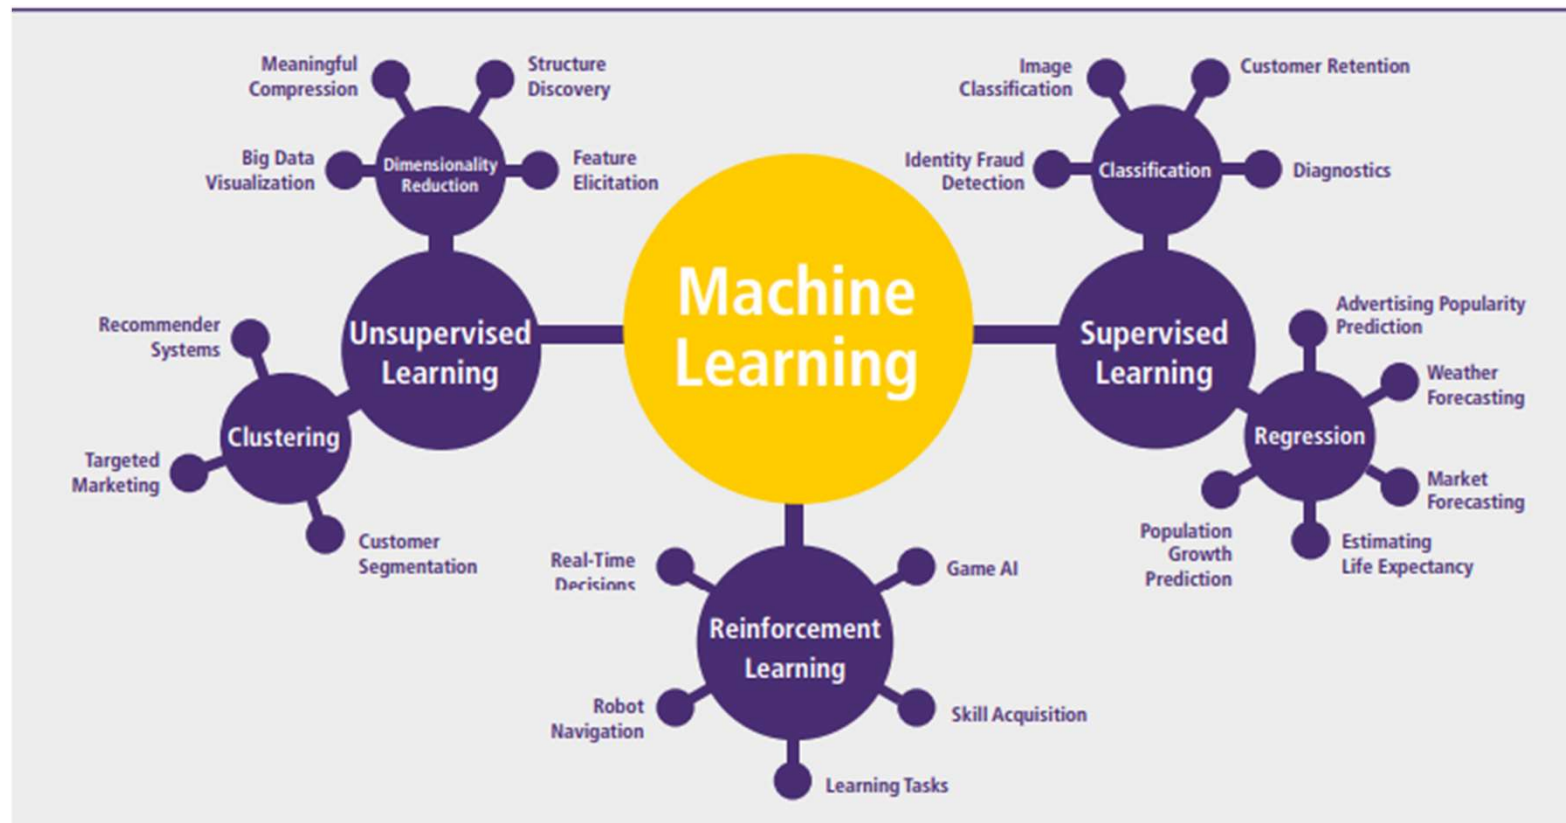 Meaningful
Compression
Structure
Discovery
Big Data
Visualization
Dimensionality
Reduction
Feature
Elicitation
Image
Classification
Customer Retention
Identity Fraud
Detection
Classification
Diagnostics
Machine
Learning
Unsupervised
Learning
Supervised
Learning
Recommender
Systems
Clustering
Targeted
Marketing
Customer
Segmentation
Advertising Popularity
Prediction
Weather
Forecasting
Regression
Market
Forecasting
Population
Growth
Prediction
Estimating
Life Expectancy
Real-Time
Decisions
Game AI
Reinforcement
Learning
Robot
Navigation
Skill Acquisition
Learning Tasks